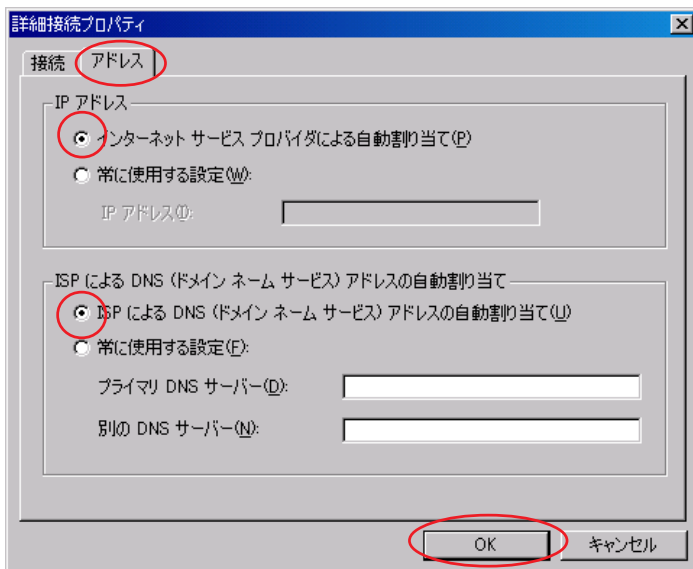 詳細接続プロパティ
接続 アドレス
IP アドレス
インターネット サービス プロバイダによる自動割り当て(P)
常に使用する設定(W):
IP アドレス(I):
ISP による DNS (ドメイン ネーム サービス) アドレスの自動割り当て
ISP による DNS (ドメイン ネーム サービス) アドレスの自動割り当て(U)
常に使用する設定(F):
プライマリ DNS サーバー(D):
別の DNS サーバー(N):
OK キャンセル